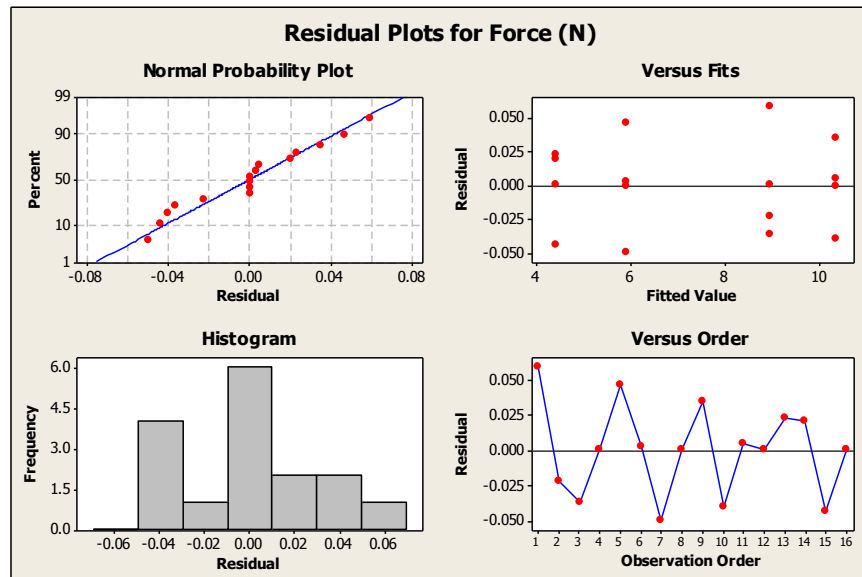 Residual Plots for Force (N)
Normal Probability Plot
99
90
50
10
1
Percent
-0.08 -0.04 0.00 0.04 0.08
Residual
Versus Fits
0.050
0.025
0.000
-0.025
-0.050
Residual
4 6 8 10
Fitted Value
Histogram
6.0
4.5
3.0
1.5
0.0
Frequency
-0.06 -0.04 -0.02 0.00 0.02 0.04 0.06
Residual
Versus Order
0.050
0.025
0.000
-0.025
-0.050
Residual
1 2 3 4 5 6 7 8 9 10 11 12 13 14 15 16
Observation Order